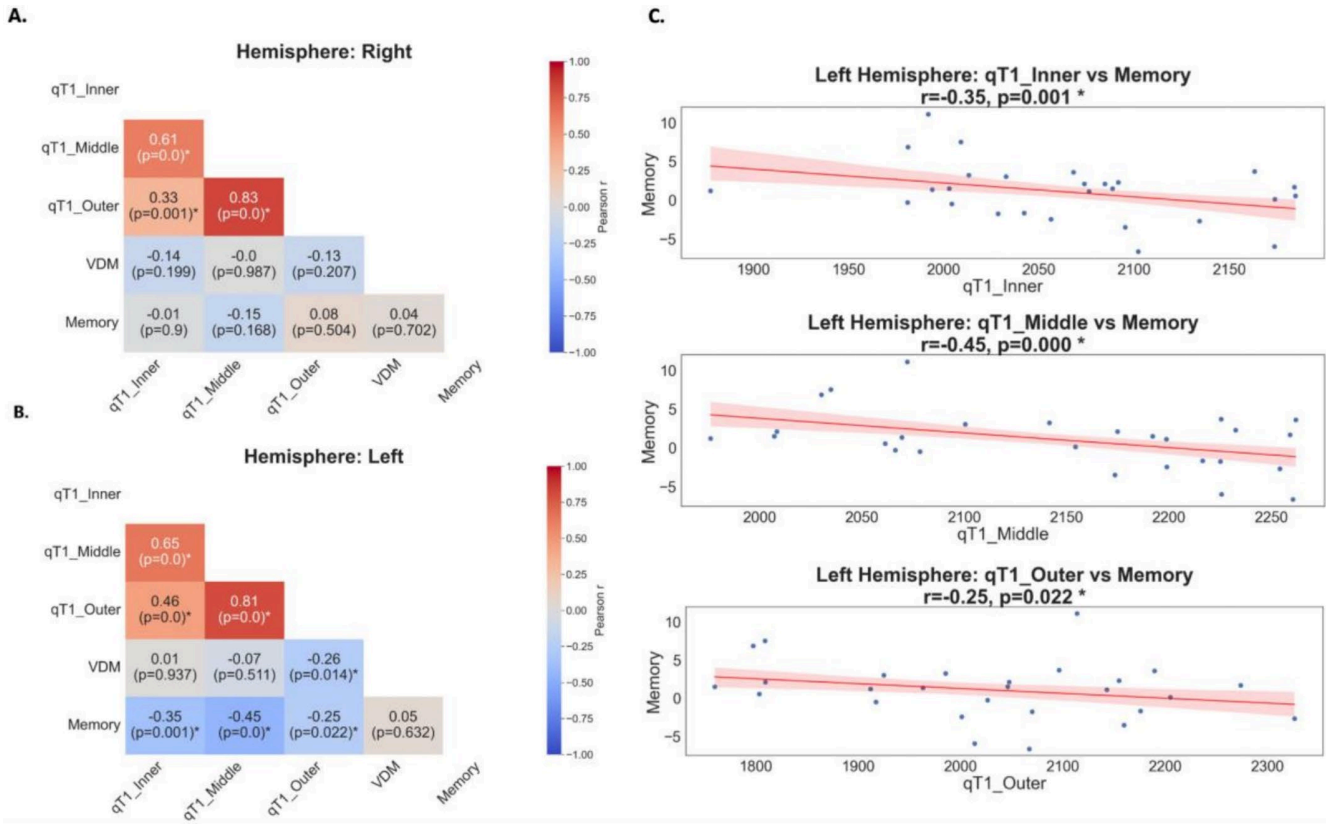 A.
Hemisphere: Right
qT1_Inner
qT1_Middle
0.61
(p=0.0)*
qT1_Outer
0.33
(p=0.001)*
0.83
(p=0.0)*
VDM
-0.14
(p=0.199)
-0.0
(p=0.987)
-0.13
(p=0.207)
Memory
-0.01
(p=0.9)
-0.15
(p=0.168)
0.08
(p=0.504)
0.04
(p=0.702)
qT1_Inner
qT1_Middle
qT1_Outer
VDM
Memory
1.00
0.75
0.50
0.25
0.00
−0.25
−0.50
−0.75
−1.00
Pearson r
B.
Hemisphere: Left
qT1_Inner
qT1_Middle
0.65
(p=0.0)*
qT1_Outer
0.46
(p=0.0)*
0.81
(p=0.0)*
VDM
0.01
(p=0.937)
-0.07
(p=0.511)
-0.26
(p=0.014)*
Memory
-0.35
(p=0.001)*
-0.45
(p=0.0)*
-0.25
(p=0.022)*
0.05
(p=0.632)
qT1_Inner
qT1_Middle
qT1_Outer
VDM
Memory
1.00
0.75
0.50
0.25
0.00
−0.25
−0.50
−0.75
−1.00
Pearson r
C.
Left Hemisphere: qT1_Inner vs Memory
r=-0.35, p=0.001 *
Memory
10
5
0
−5
1900 1950 2000 2050 2100 2150
qT1_Inner
Left Hemisphere: qT1_Middle vs Memory
r=-0.45, p=0.000 *
Memory
10
5
0
−5
2000 2050 2100 2150 2200 2250
qT1_Middle
Left Hemisphere: qT1_Outer vs Memory
r=-0.25, p=0.022 *
Memory
10
5
0
−5
1800 1900 2000 2100 2200 2300
qT1_Outer